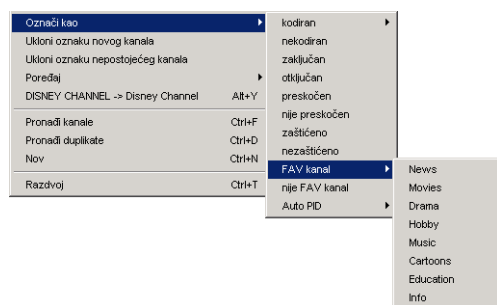 Označi kao
Ukloni oznaku novog kanala
Ukloni oznaku nepostojećeg kanala
Poređaj
DISNEY CHANNEL -> Disney Channel Alt+Y
Pronađi kanale Ctrl+F
Pronađi duplikate Ctrl+D
Nov Ctrl+N
Razdvoj Ctrl+T
kodiran
nekodiran
zaključan
otključan
preskočen
nije preskočen
zaštićeno
nezaštićeno
FAV kanal
nije FAV kanal
Auto PID
News
Movies
Drama
Hobby
Music
Cartoons
Education
Info